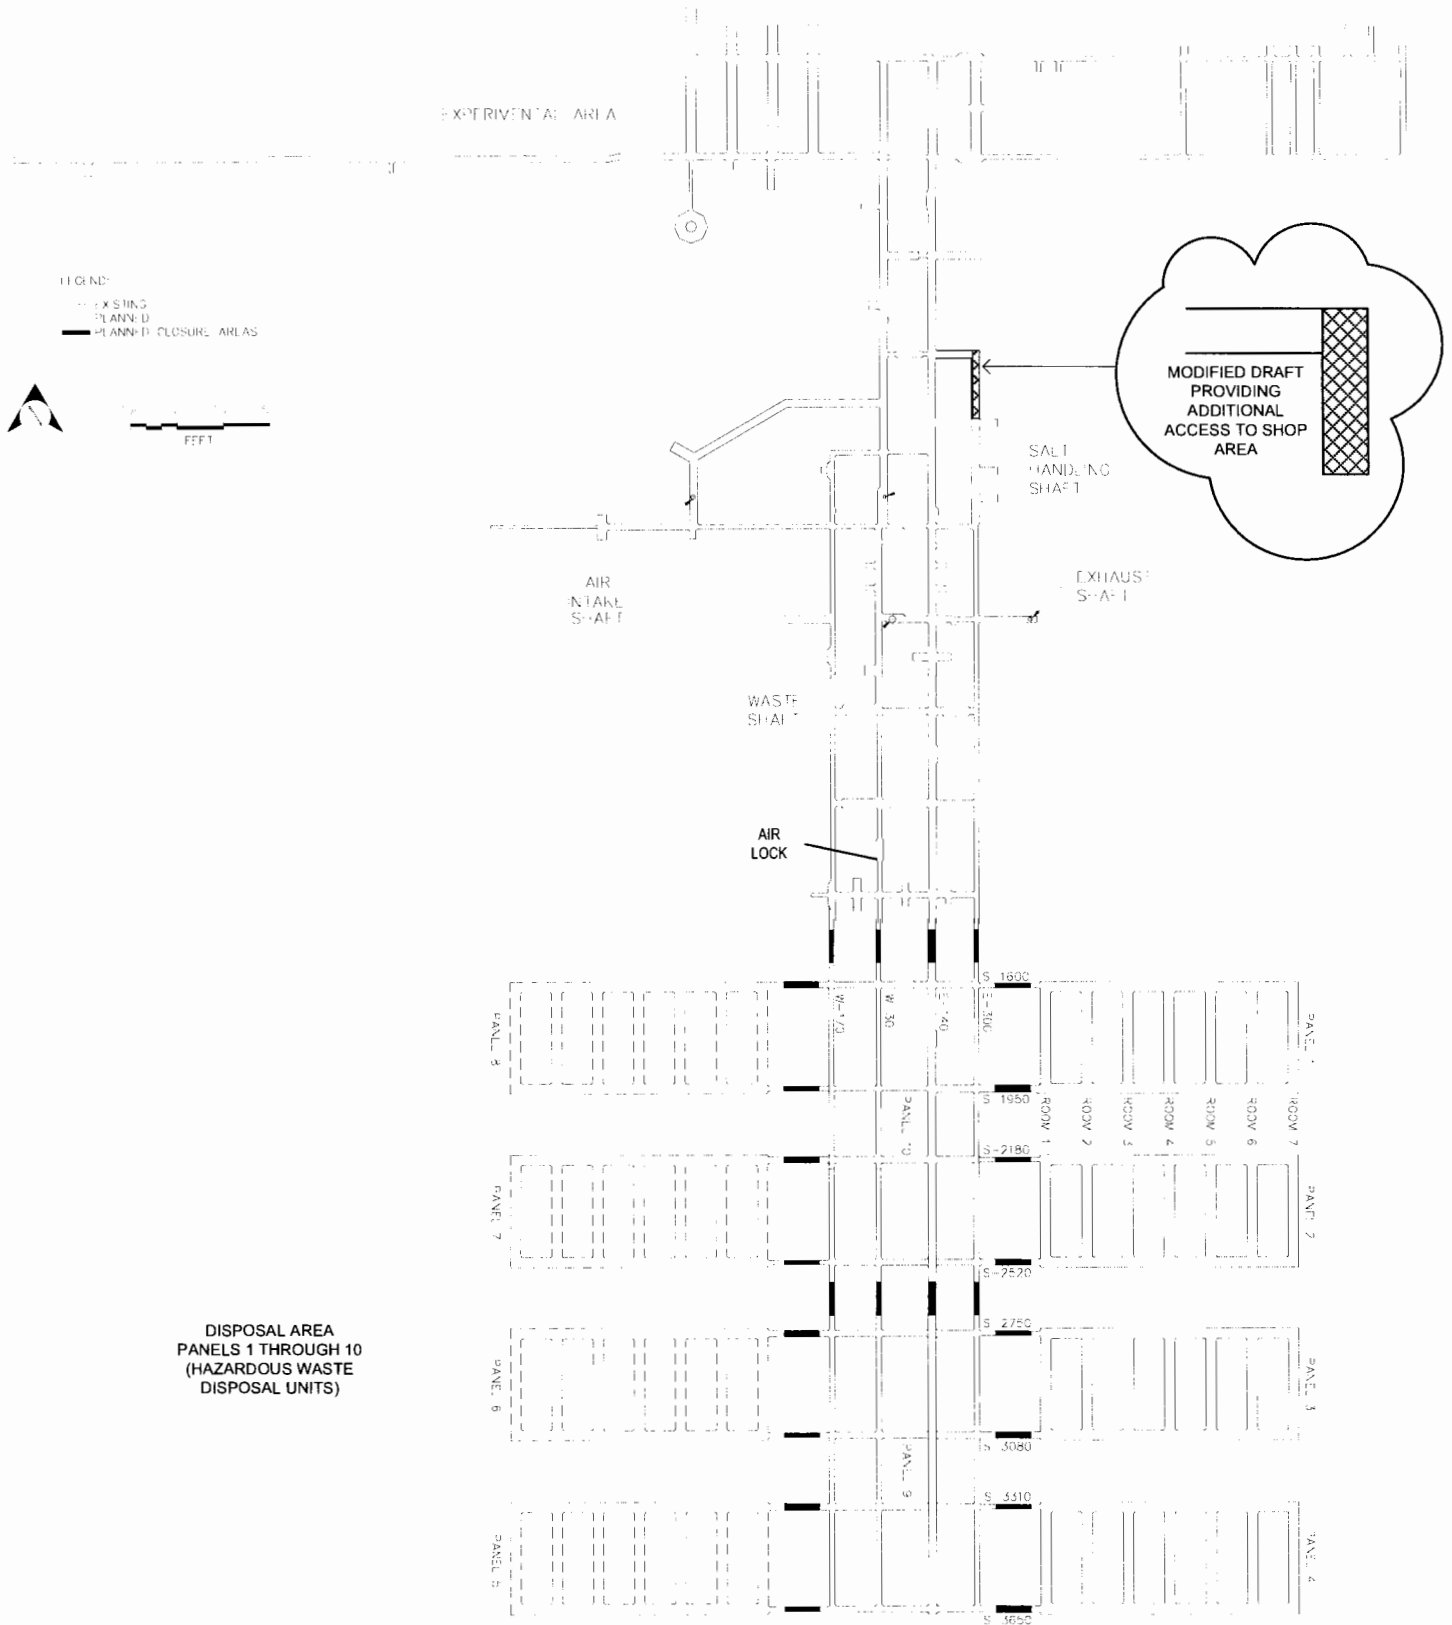 EXPERIMENTAL AREA
LEGEND:
EXISTING
PLANNED
PLANNED CLOSURE AREAS
FEET
MODIFIED DRAFT
PROVIDING
ADDITIONAL
ACCESS TO SHOP
AREA
SALT
HANDLING
SHAFT
AIR
INTAKE
SHAFT
EXHAUST
SHAFT
WASTE
SHAFT
AIR
LOCK
S 1600
W-170
W 30
E-140
E-300
PANEL 8
PANEL 1
S 1950
PANEL 10
ROOM 1
ROOM 2
ROOM 3
ROOM 4
ROOM 5
ROOM 6
ROOM 7
S-2180
PANEL 7
PANEL 2
S-2520
DISPOSAL AREA
PANELS 1 THROUGH 10
(HAZARDOUS WASTE
DISPOSAL UNITS)
S 2750
PANEL 6
PANEL 3
S 3080
PANEL 9
S 3310
PANEL 5
PANEL 4
S 3650